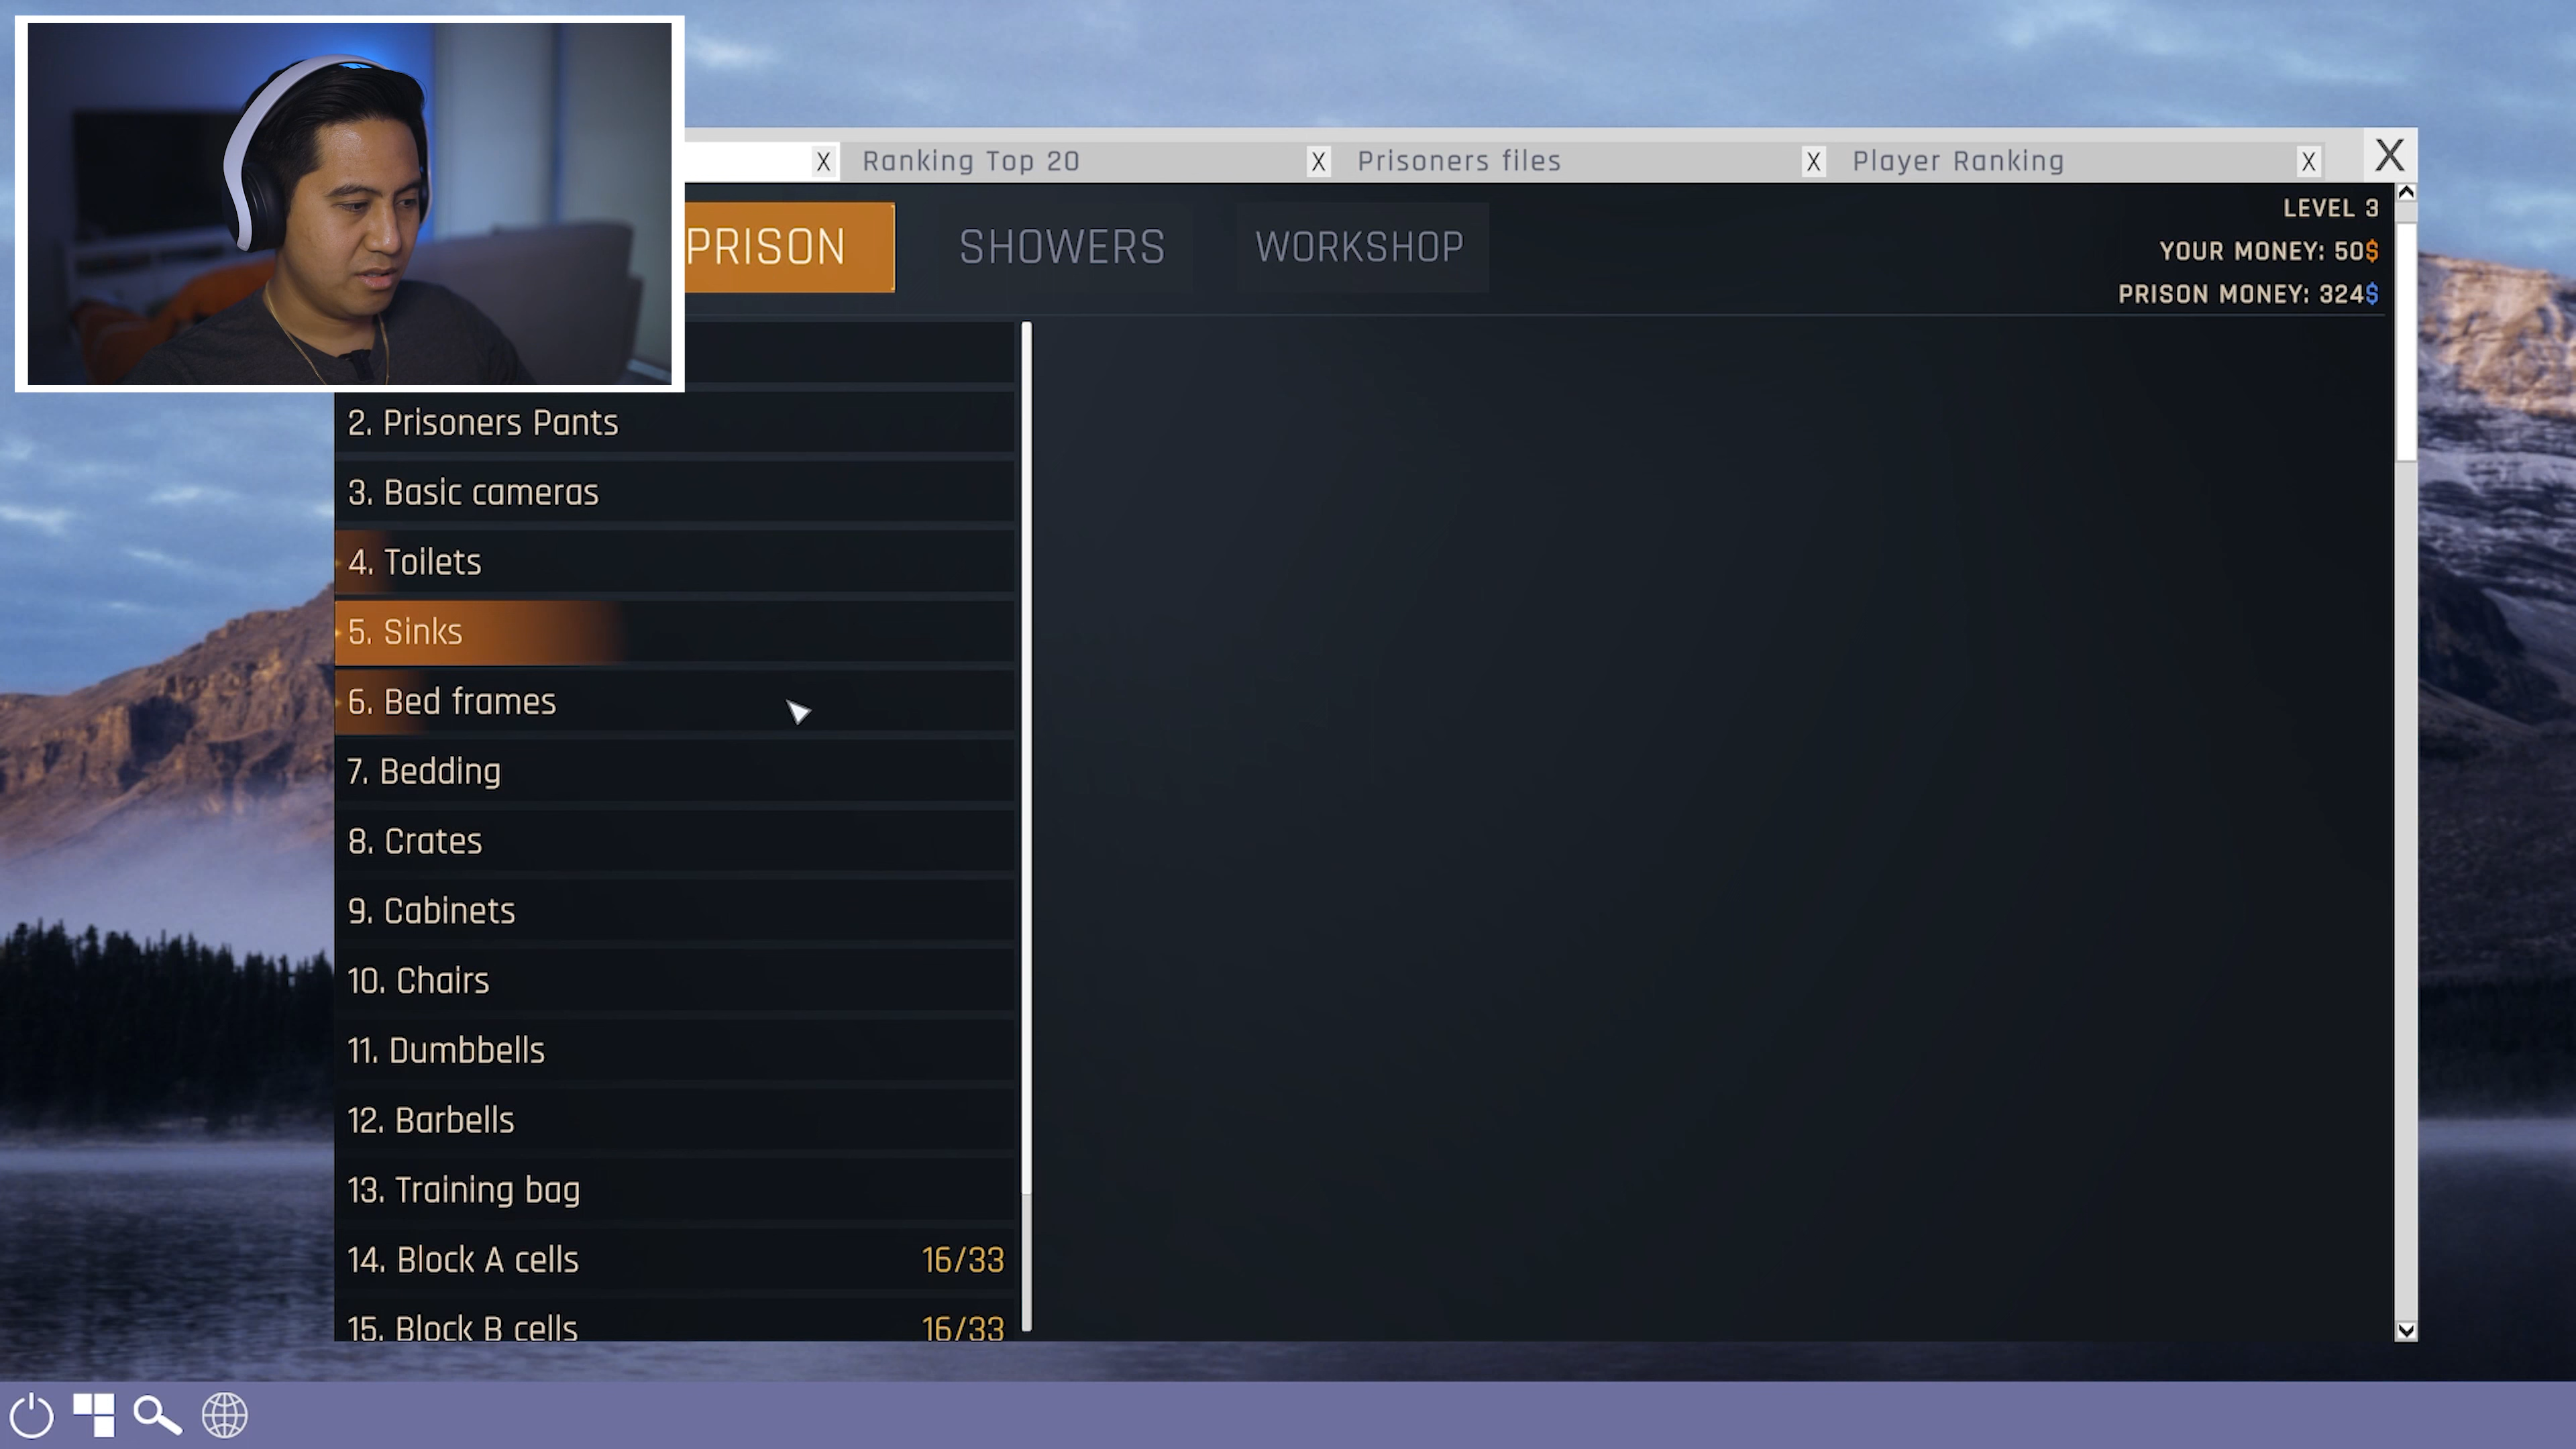 X Ranking Top 20 X Prisoners files X Player Ranking X X
PRISON SHOWERS WORKSHOP
LEVEL 3
YOUR MONEY: 50$
PRISON MONEY: 324$
2. Prisoners Pants
3. Basic cameras
4. Toilets
5. Sinks
6. Bed frames
7. Bedding
8. Crates
9. Cabinets
10. Chairs
11. Dumbbells
12. Barbells
13. Training bag
14. Block A cells 16/33
15. Block B cells 16/33